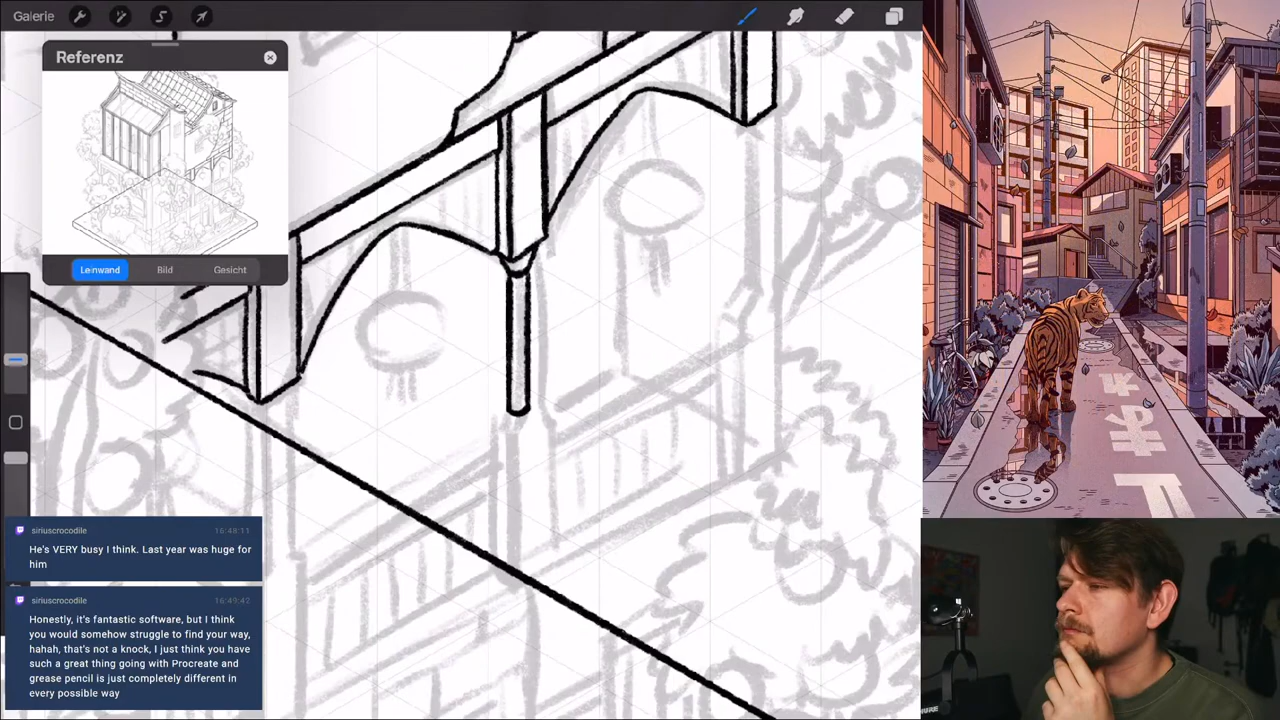 Galerie
Referenz
Leinwand
Bild
Gesicht
siriuscrocodile
16:48:11
He's VERY busy I think. Last year was huge for
him
siriuscrocodile
16:49:42
Honestly, it's fantastic software, but I think
you would somehow struggle to find your way,
hahah, that's not a knock, I just think you have
such a great thing going with Procreate and
grease pencil is just completely different in
every possible way